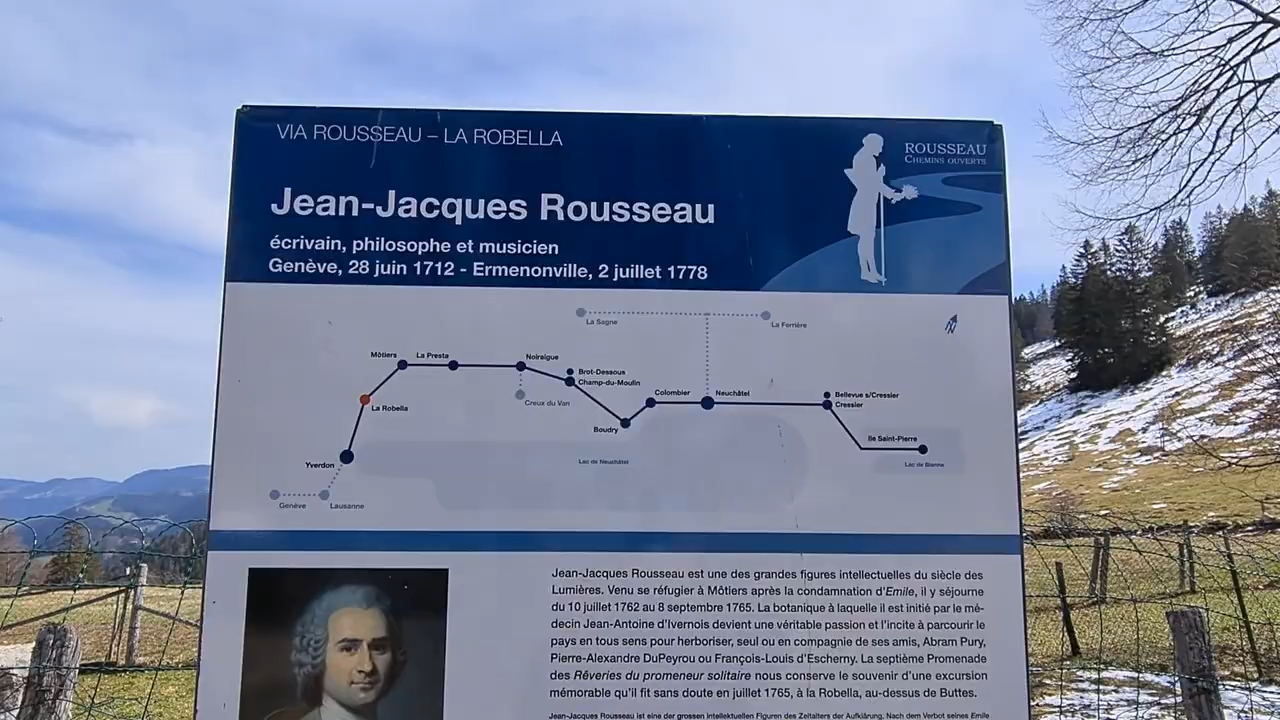 VIA ROUSSEAU – LA ROBELLA
ROUSSEAU
CHEMINS OUVERTS
Jean-Jacques Rousseau
écrivain, philosophe et musicien
Genève, 28 juin 1712 - Ermenonville, 2 juillet 1778
La Sagne
La Ferrière
Môtiers
La Presta
Noiraigue
Brot-Dessous
Champ-du-Moulin
Creux du Van
La Robella
Colombier
Neuchâtel
Bellevue s/Cressier
Cressier
Boudry
Ile Saint-Pierre
Yverdon
Lac de Neuchâtel
Lac de Bienne
Genève
Lausanne
Jean-Jacques Rousseau est une des grandes figures intellectuelles du siècle des
Lumières. Venu se réfugier à Môtiers après la condamnation d'Emile, il y séjourne
du 10 juillet 1762 au 8 septembre 1765. La botanique à laquelle il est initié par le mé-
decin Jean-Antoine d'Ivernois devient une véritable passion et l'incite à parcourir le
pays en tous sens pour herboriser, seul ou en compagnie de ses amis, Abram Pury,
Pierre-Alexandre DuPeyrou ou François-Louis d'Escherny. La septième Promenade
des Rêveries du promeneur solitaire nous conserve le souvenir d'une excursion
mémorable qu'il fit sans doute en juillet 1765, à la Robella, au-dessus de Buttes.
Jean-Jacques Rousseau ist eine der grossen intellektuellen Figuren des Zeitalters der Aufklärung. Nach dem Verbot seines Emile